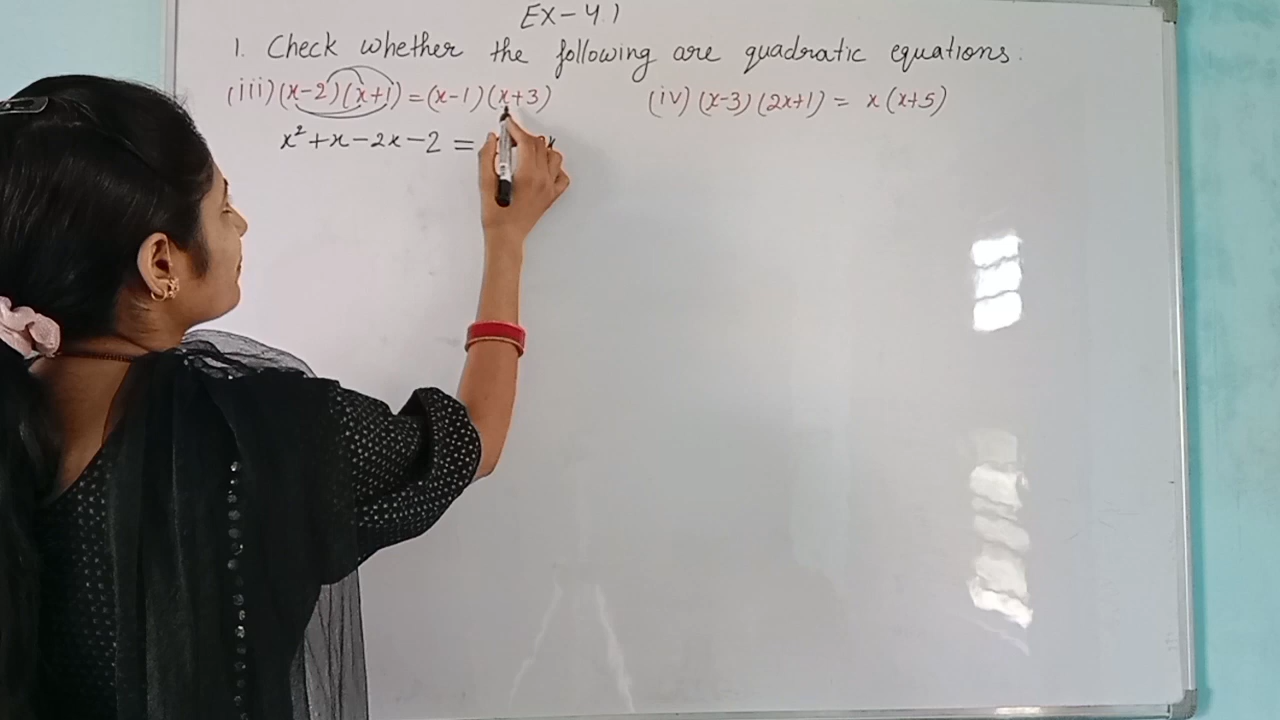 EX-4.1
1. Check whether the following are quadratic equations.
(iii) (x-2)(x+1) = (x-1)(x+3)
(iv) (x-3)(2x+1) = x(x+5)
x²+x-2x-2 =